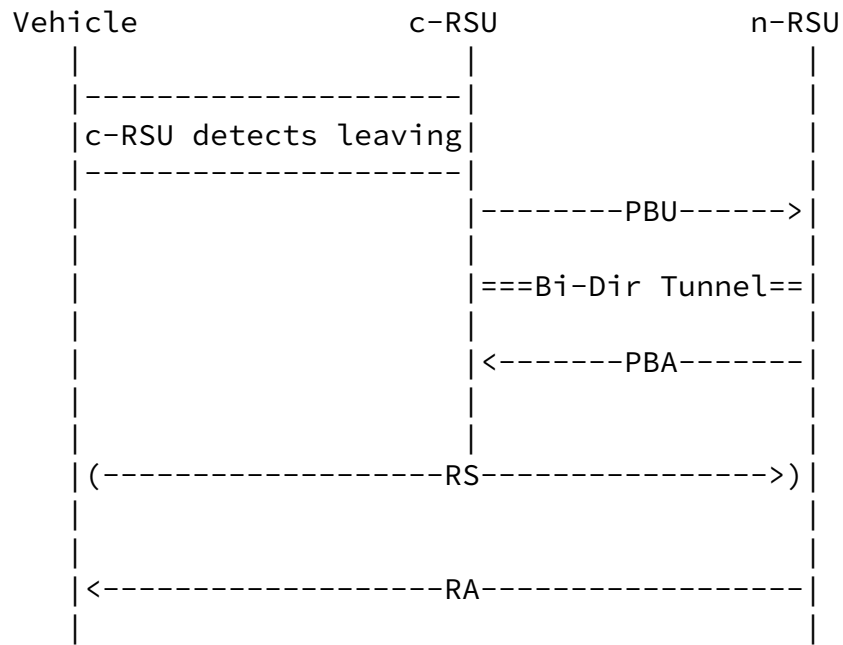 Vehicle c-RSU n-RSU
|---------------------|
|c-RSU detects leaving|
|---------------------|
|--------PBU------>|
|===Bi-Dir Tunnel==|
|<-------PBA-------|
|(-------------------RS---------------->)|
|<-------------------RA------------------|